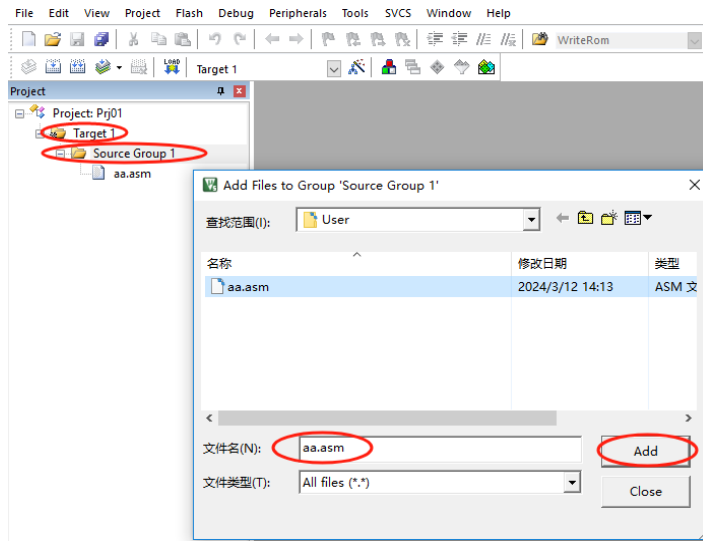 File Edit View Project Flash Debug Peripherals Tools SVCS Window Help
WriteRom
LOAD Target 1
Project
Project: Prj01
Target 1
Source Group 1
aa.asm
Add Files to Group 'Source Group 1'
查找范围(I): User
名称 修改日期 类型
aa.asm 2024/3/12 14:13 ASM 文
文件名(N): aa.asm Add
文件类型(T): All files (*.*) Close